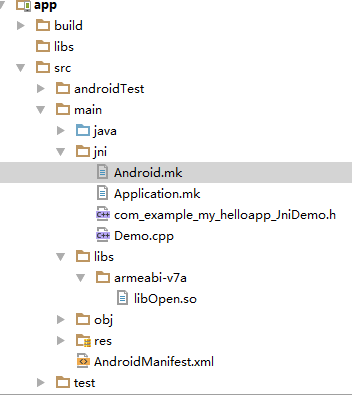 app
build
libs
src
androidTest
main
java
jni
Android.mk
Application.mk
com_example_my_helloapp_JniDemo.h
Demo.cpp
libs
armeabi-v7a
libOpen.so
obj
res
AndroidManifest.xml
test